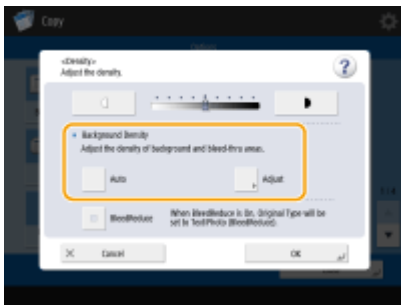 Copy
<Density>
Adjust the density.
?
Background Density
Adjust the density of background and bleed-thru areas.
Auto
Adjust
BleedReduce
When BleedReduce is On, Original Type will be
set to Text/Photo (BleedReduce).
Cancel
OK